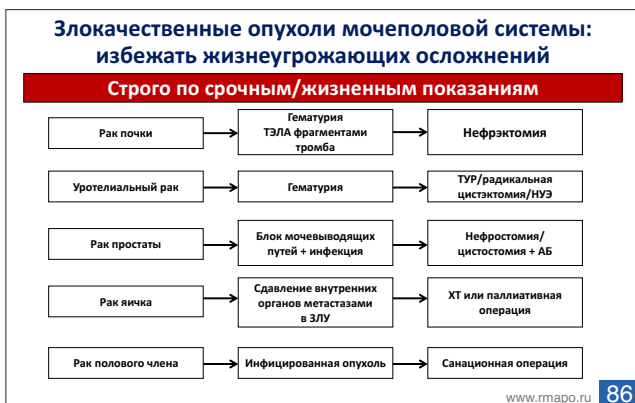 Злокачественные опухоли мочеполовой системы:
избежать жизнеугрожающих осложнений
Строго по срочным/жизненным показаниям
Рак почки
Гематурия
ТЭЛА фрагментами
тромба
Нефрэктомия
Уротелиальный рак
Гематурия
ТУР/радикальная
цистэктомия/НУЭ
Рак простаты
Блок мочевыводящих
путей + инфекция
Нефростомия/
цистостомия + АБ
Рак яичка
Сдавление внутренних
органов метастазами
в ЗЛУ
ХТ или паллиативная
операция
Рак полового члена
Инфицированная опухоль
Санационная операция
www.rmapo.ru 86